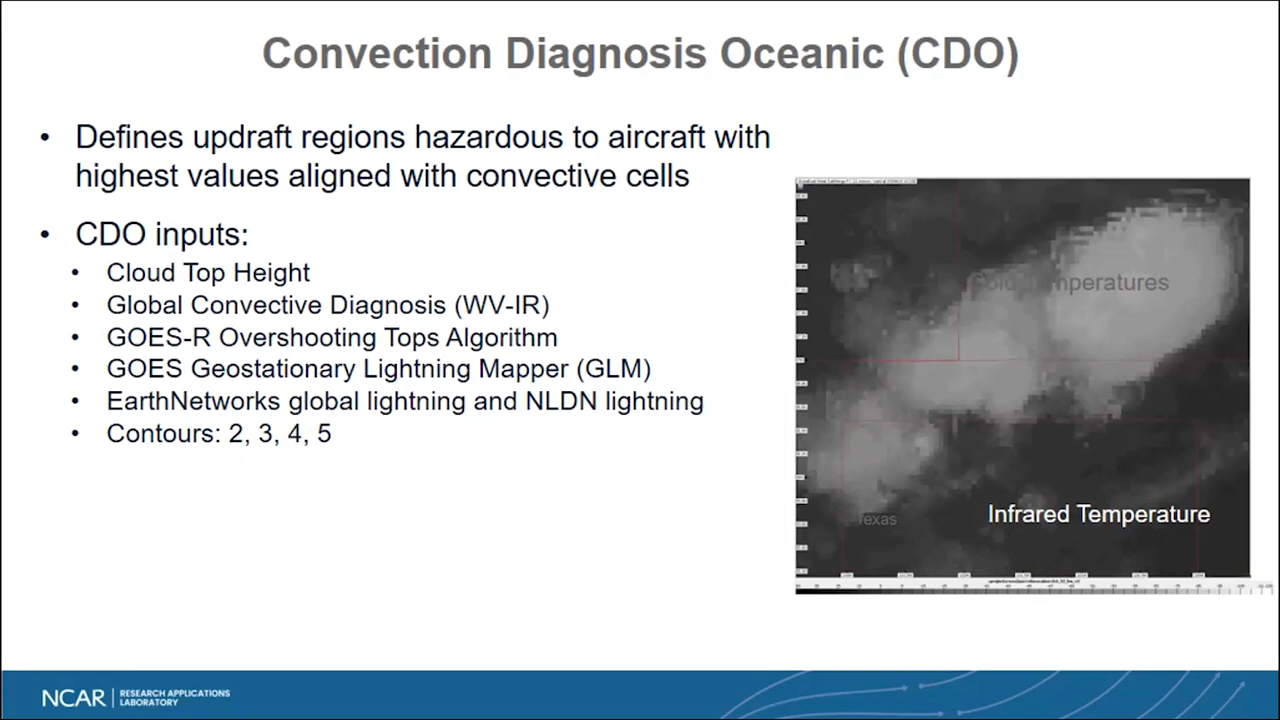 Convection Diagnosis Oceanic (CDO)
• Defines updraft regions hazardous to aircraft with
highest values aligned with convective cells
• CDO inputs:
• Cloud Top Height
• Global Convective Diagnosis (WV-IR)
• GOES-R Overshooting Tops Algorithm
• GOES Geostationary Lightning Mapper (GLM)
• EarthNetworks global lightning and NLDN lightning
• Contours: 2, 3, 4, 5
Cold Temperatures
Texas
Infrared Temperature
NCAR
RESEARCH APPLICATIONS
LABORATORY